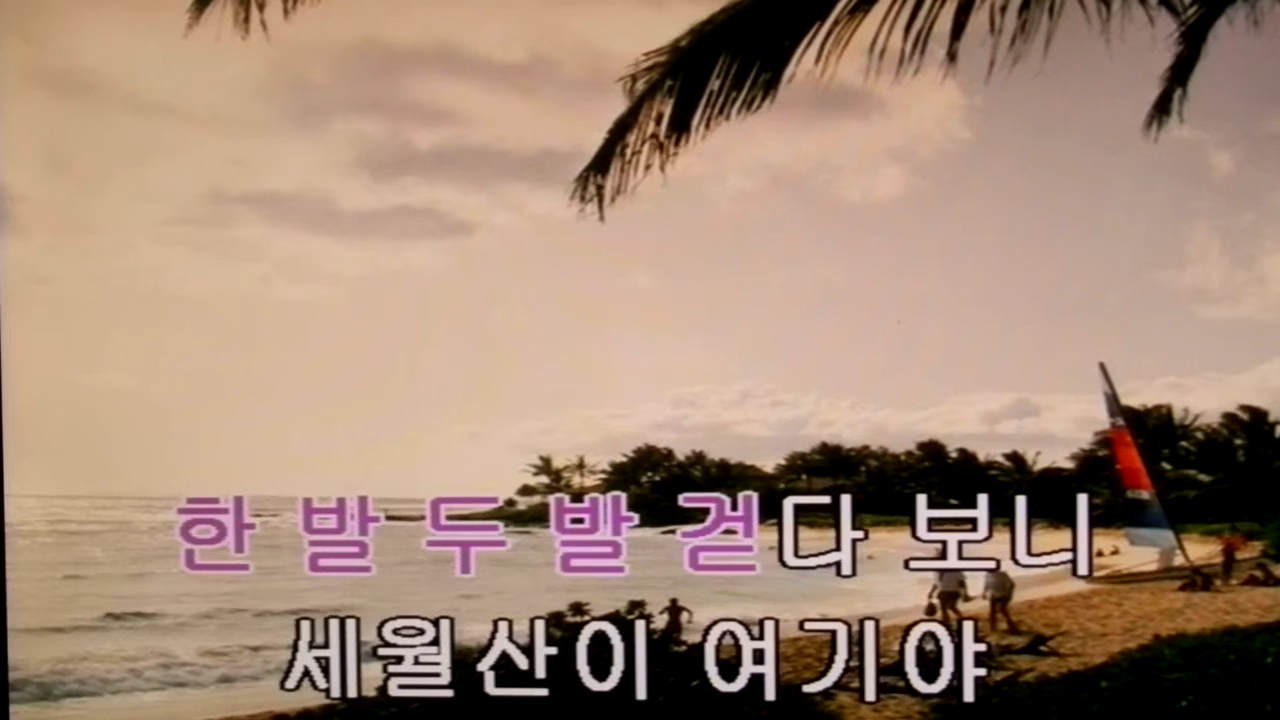 한 발 두 발 걷다 보니
세월산이 여기야